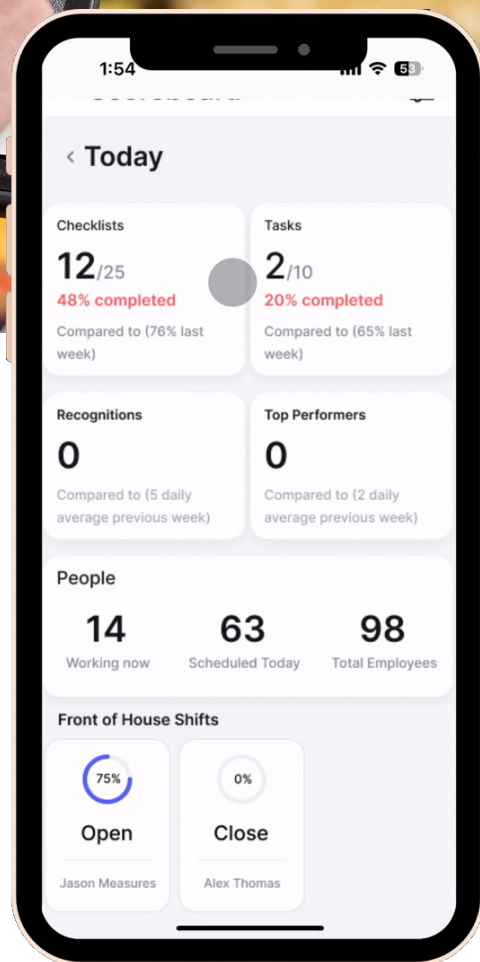 1:54
53
Today
Checklists
12/25
48% completed
Compared to (76% last
week)
Tasks
2/10
20% completed
Compared to (65% last
week)
Recognitions
0
Compared to (5 daily
average previous week)
Top Performers
0
Compared to (2 daily
average previous week)
People
14
Working now
63
Scheduled Today
98
Total Employees
Front of House Shifts
75%
Open
Jason Measures
0%
Close
Alex Thomas